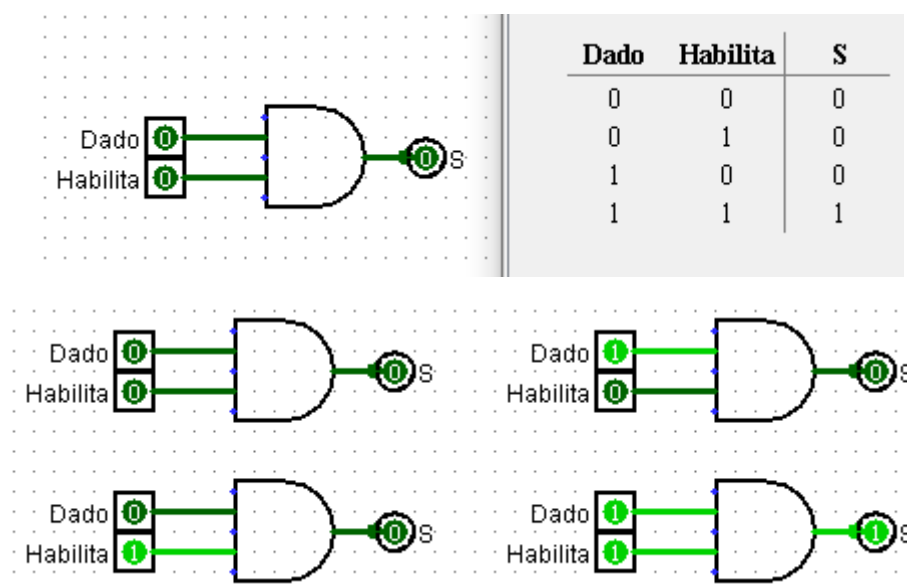 Dado 0
Habilita 0
0 S
Dado Habilita S
0 0 0
0 1 0
1 0 0
1 1 1
Dado 0
Habilita 0
0 S
Dado 1
Habilita 0
0 S
Dado 0
Habilita 1
0 S
Dado 1
Habilita 1
1 S